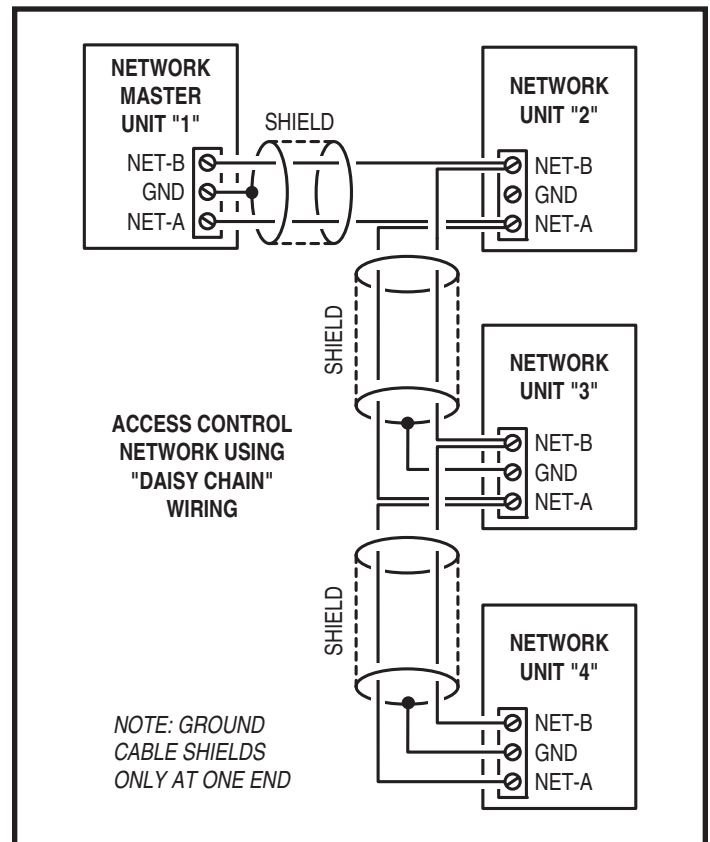 NETWORK
MASTER
UNIT "1"
NET-B
GND
NET-A
SHIELD
NETWORK
UNIT "2"
NET-B
GND
NET-A
SHIELD
NETWORK
UNIT "3"
NET-B
GND
NET-A
ACCESS CONTROL
NETWORK USING
"DAISY CHAIN"
WIRING
SHIELD
NETWORK
UNIT "4"
NET-B
GND
NET-A
NOTE: GROUND
CABLE SHIELDS
ONLY AT ONE END